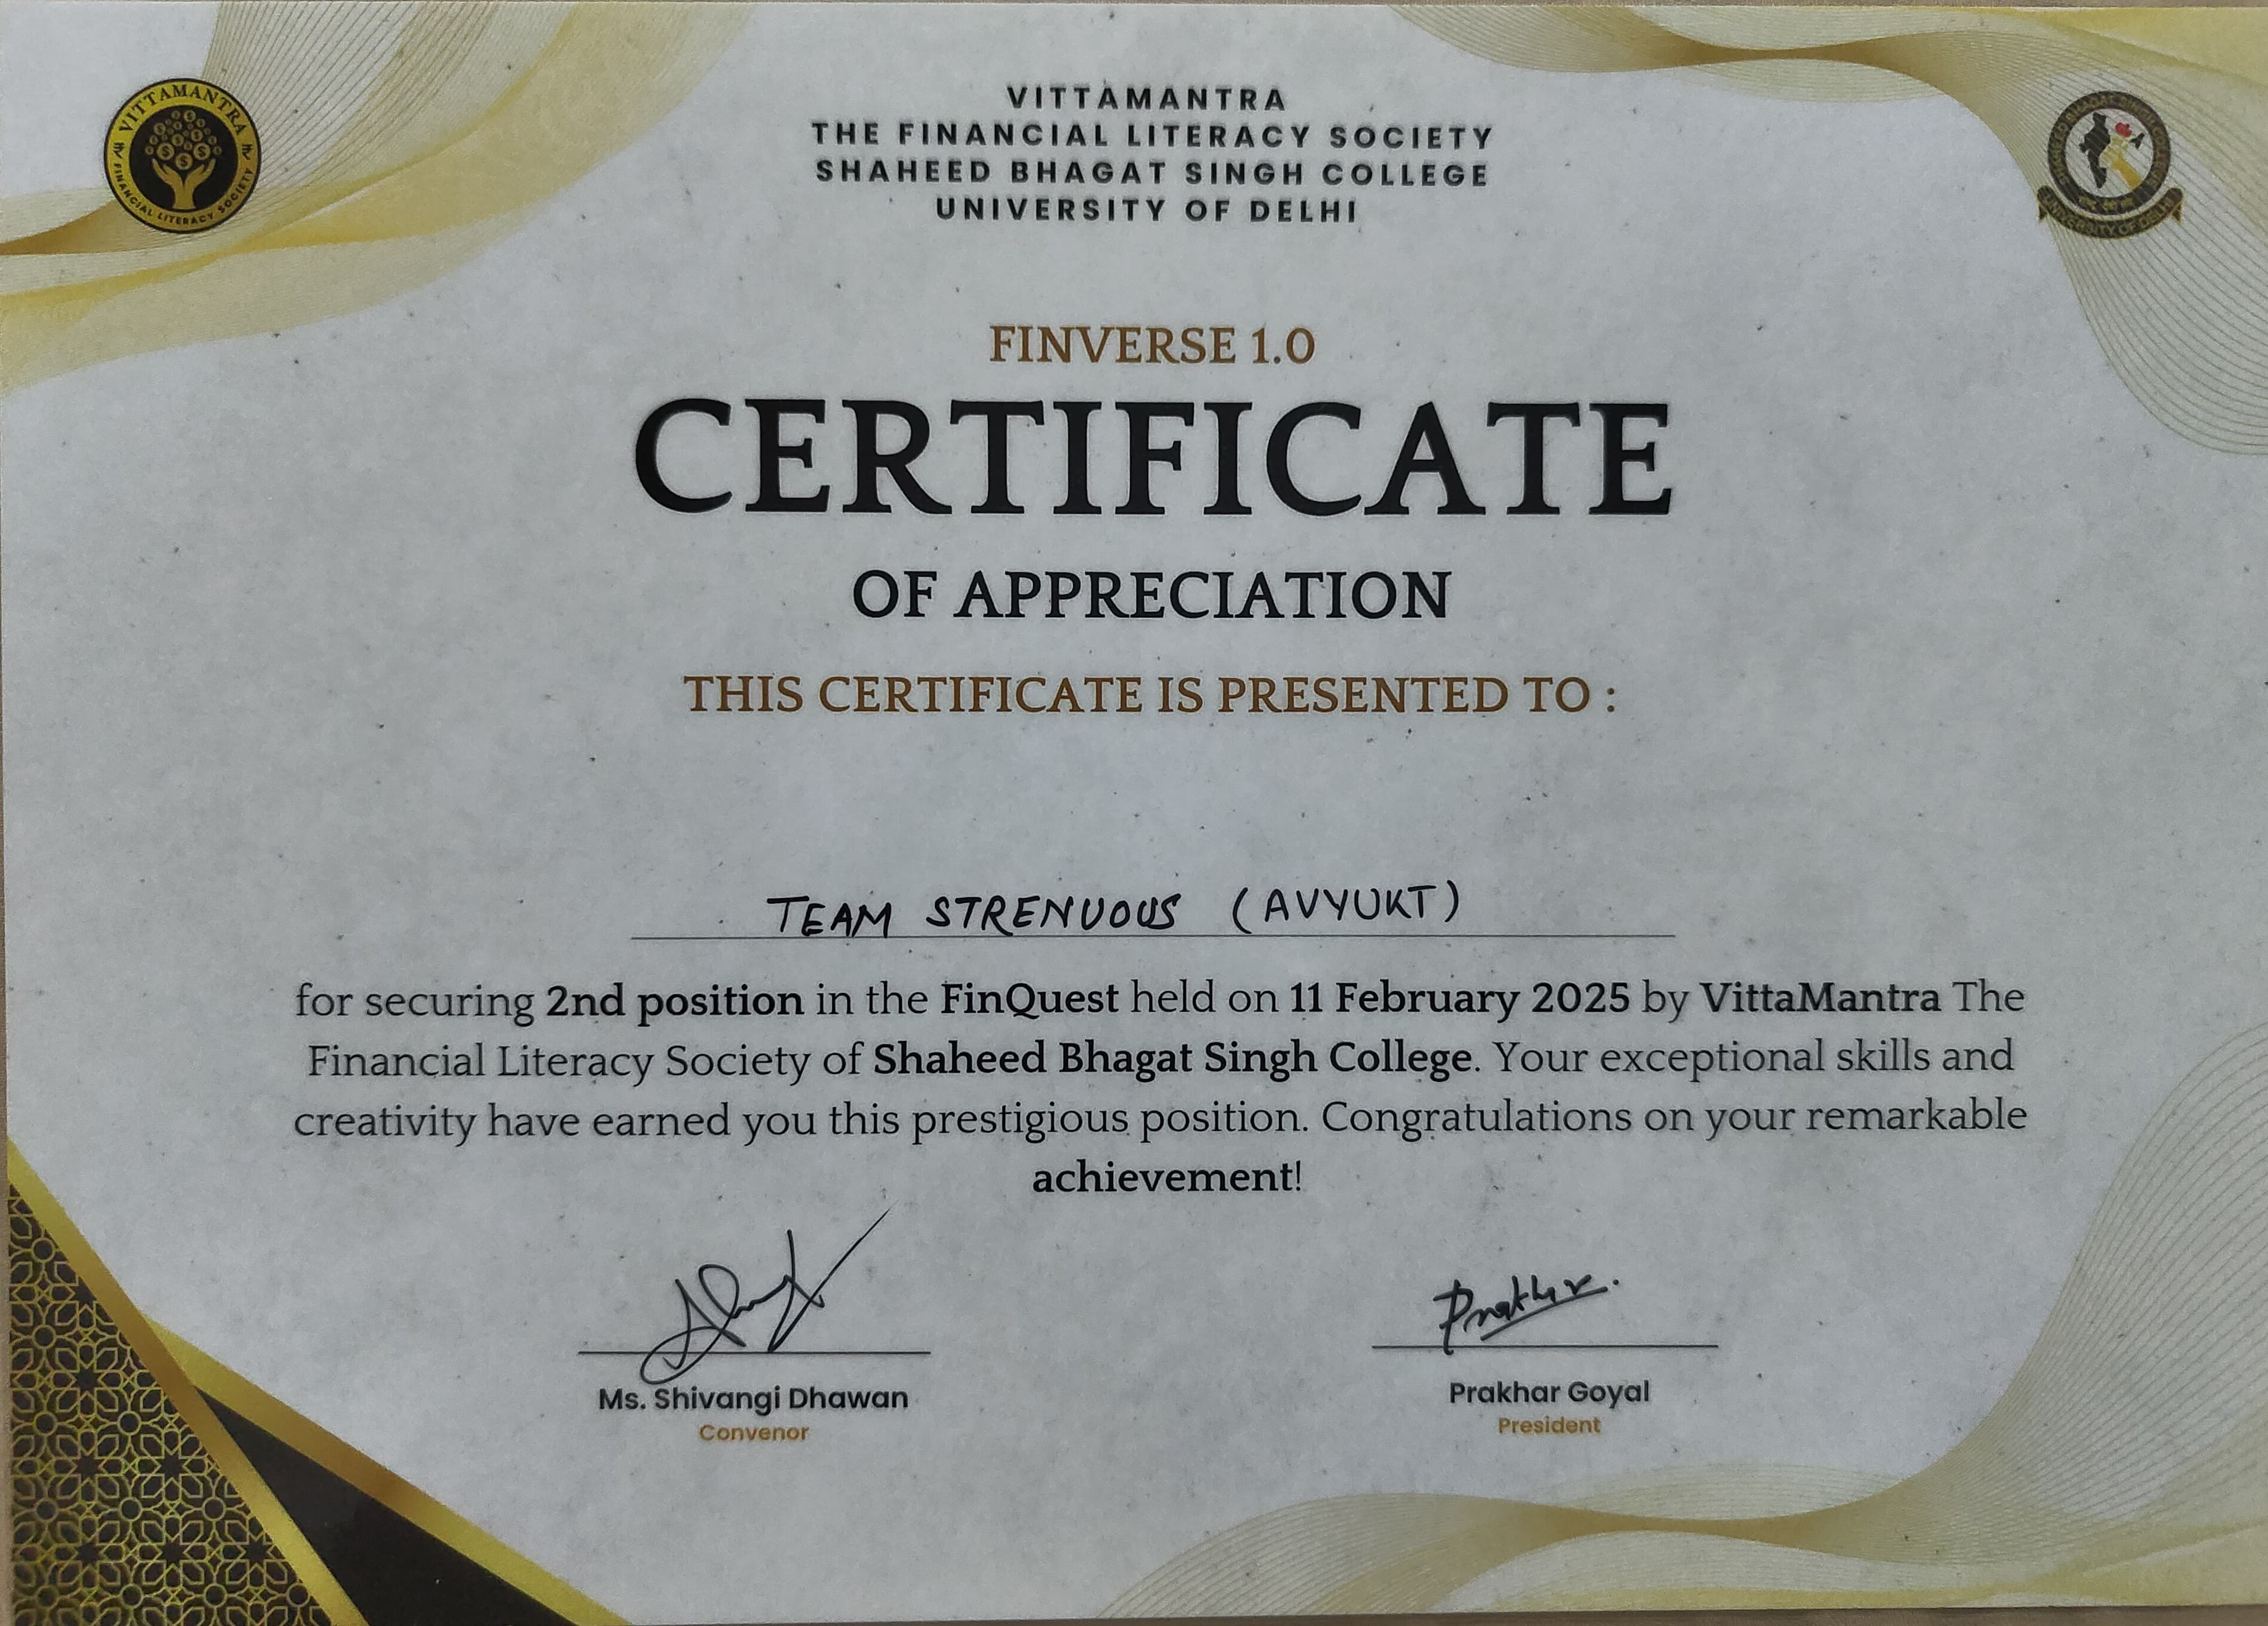 VITTAMANTRA
FINANCIAL LITERACY SOCIETY
VITTAMANTRA
THE FINANCIAL LITERACY SOCIETY
SHAHEED BHAGAT SINGH COLLEGE
UNIVERSITY OF DELHI
UNIVERSITY OF DELHI
FINVERSE 1.0
CERTIFICATE
OF APPRECIATION
THIS CERTIFICATE IS PRESENTED TO :
TEAM STRENUOUS (AVYUKT)
for securing 2nd position in the FinQuest held on 11 February 2025 by VittaMantra The
Financial Literacy Society of Shaheed Bhagat Singh College. Your exceptional skills and
creativity have earned you this prestigious position. Congratulations on your remarkable
achievement!
Prakhar.
Ms. Shivangi Dhawan
Convenor
Prakhar Goyal
President